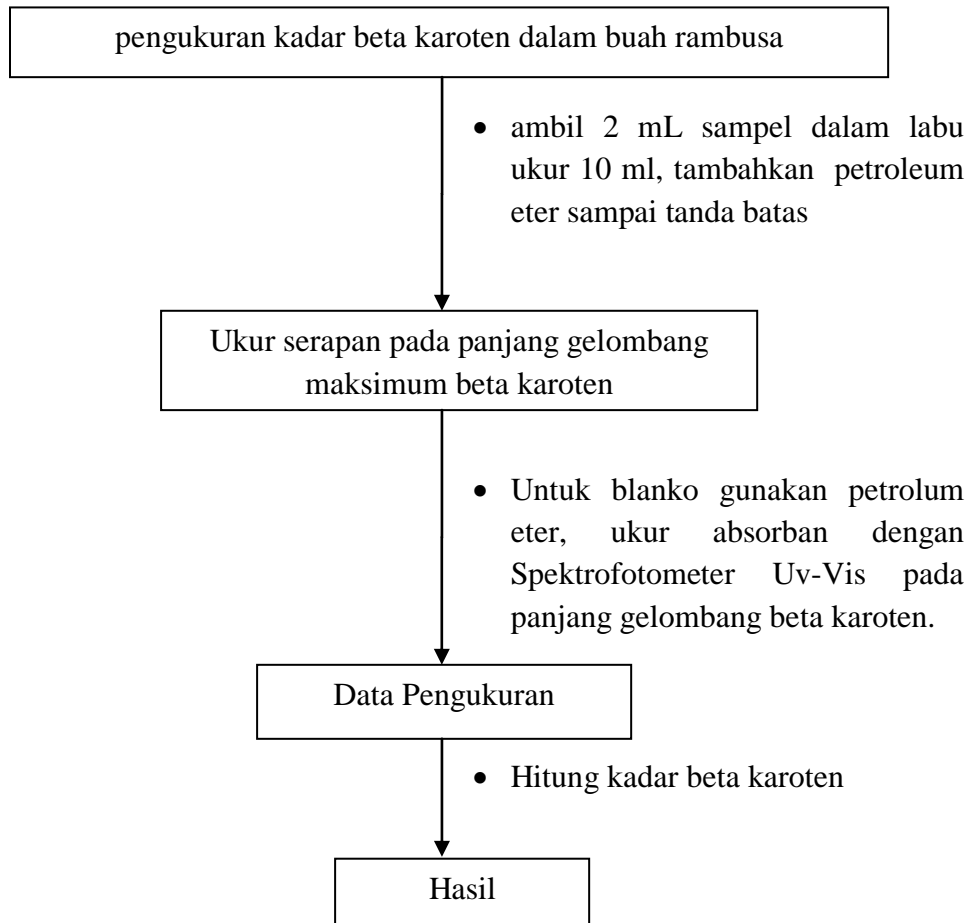 pengukuran kadar beta karoten dalam buah rambusa
• ambil 2 mL sampel dalam labu
ukur 10 ml, tambahkan petroleum
eter sampai tanda batas
Ukur serapan pada panjang gelombang
maksimum beta karoten
• Untuk blanko gunakan petrolum
eter, ukur absorban dengan
Spektrofotometer Uv-Vis pada
panjang gelombang beta karoten.
Data Pengukuran
• Hitung kadar beta karoten
Hasil